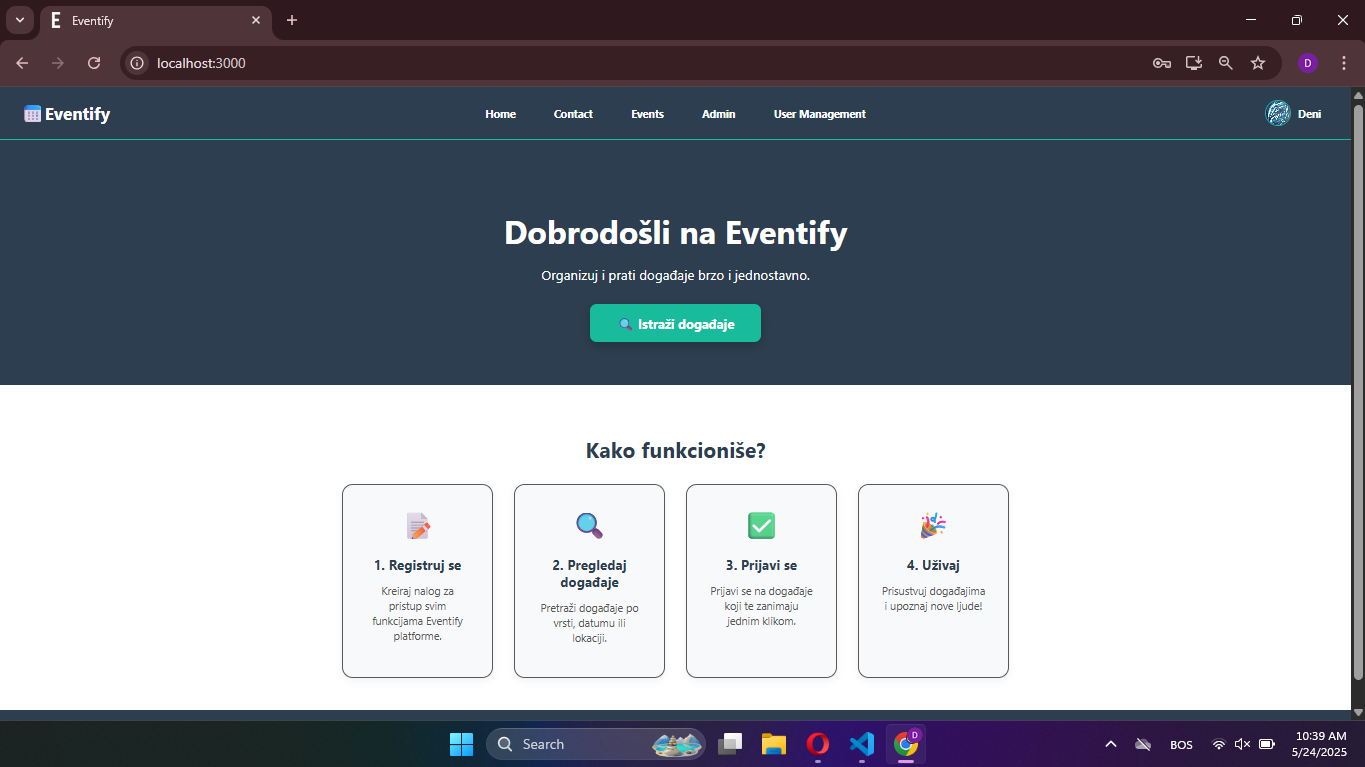 Eventify
localhost:3000
D
Eventify
Home
Contact
Events
Admin
User Management
Deni
Dobrodošli na Eventify
Organizuj i prati događaje brzo i jednostavno.
Istraži događaje
Kako funkcioniše?
1. Registruj se
Kreiraj nalog za
pristup svim
funkcijama Eventify
platforme.
2. Pregledaj
događaje
Pretraži događaje po
vrsti, datumu ili
lokaciji.
3. Prijavi se
Prijavi se na događaje
koji te zanimaju
jednim klikom.
4. Uživaj
Prisustvuj događajima
i upoznaj nove ljude!
Search
D
BOS
10:39 AM
5/24/2025